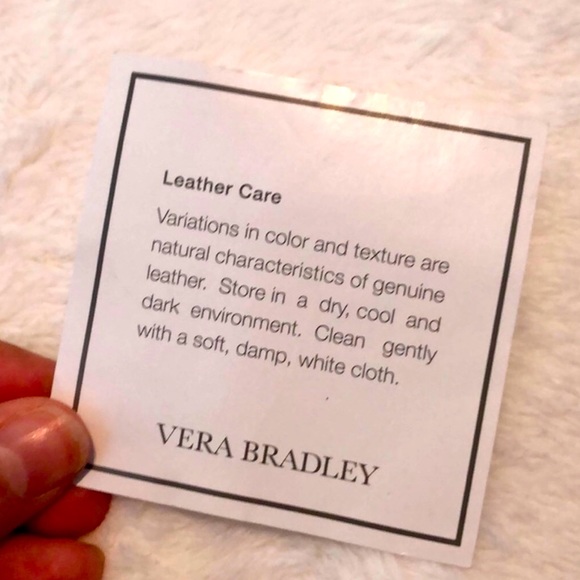 Leather Care
Variations in color and texture are
natural characteristics of genuine
leather. Store in a dry, cool and
dark environment. Clean gently
with a soft, damp, white cloth.
VERA BRADLEY